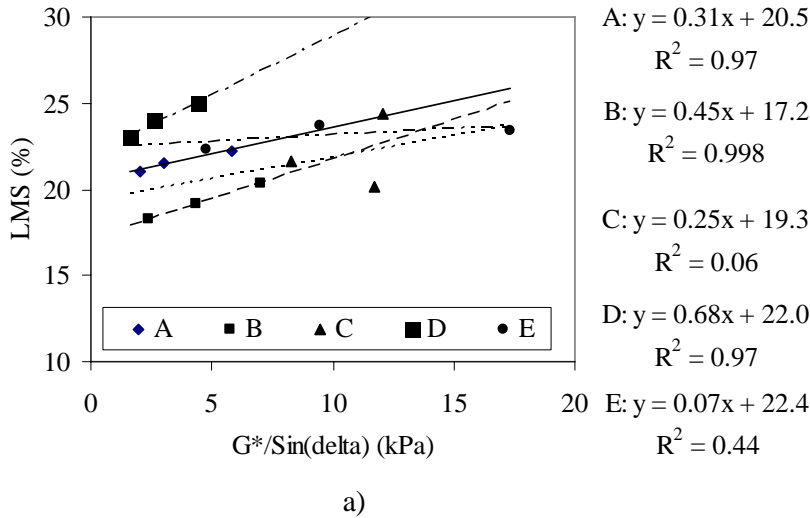 30
25
20
15
10
LMS (%)
A B C D E
0 5 10 15 20
G*/Sin(delta) (kPa)
A: y = 0.31x + 20.5
R² = 0.97
B: y = 0.45x + 17.2
R² = 0.998
C: y = 0.25x + 19.3
R² = 0.06
D: y = 0.68x + 22.0
R² = 0.97
E: y = 0.07x + 22.4
R² = 0.44
a)